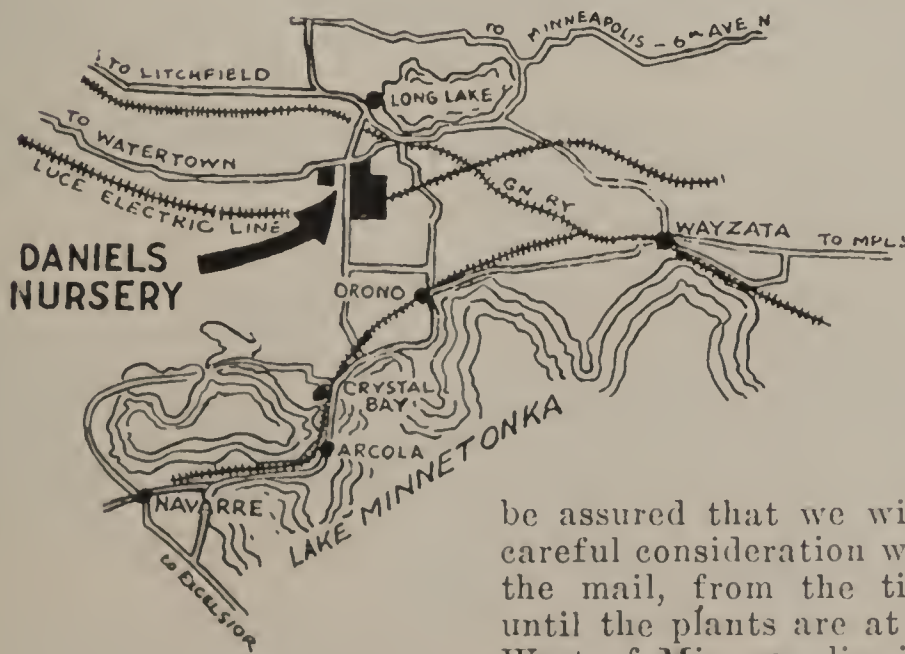 TO MINNEAPOLIS - 6TH AVE N
TO LITCHFIELD
LONG LAKE
TO WATERTOWN
LUCE ELECTRIC LINE
GN RY
WAYZATA
TO MPLS
DANIELS
NURSERY
ORONO
CRYSTAL
BAY
ARCOLA
NAVARRE
LAKE MINNETONKA
TO EXCELSIOR
be assured that we wi
careful consideration w
the mail, from the ti
until the plants are at